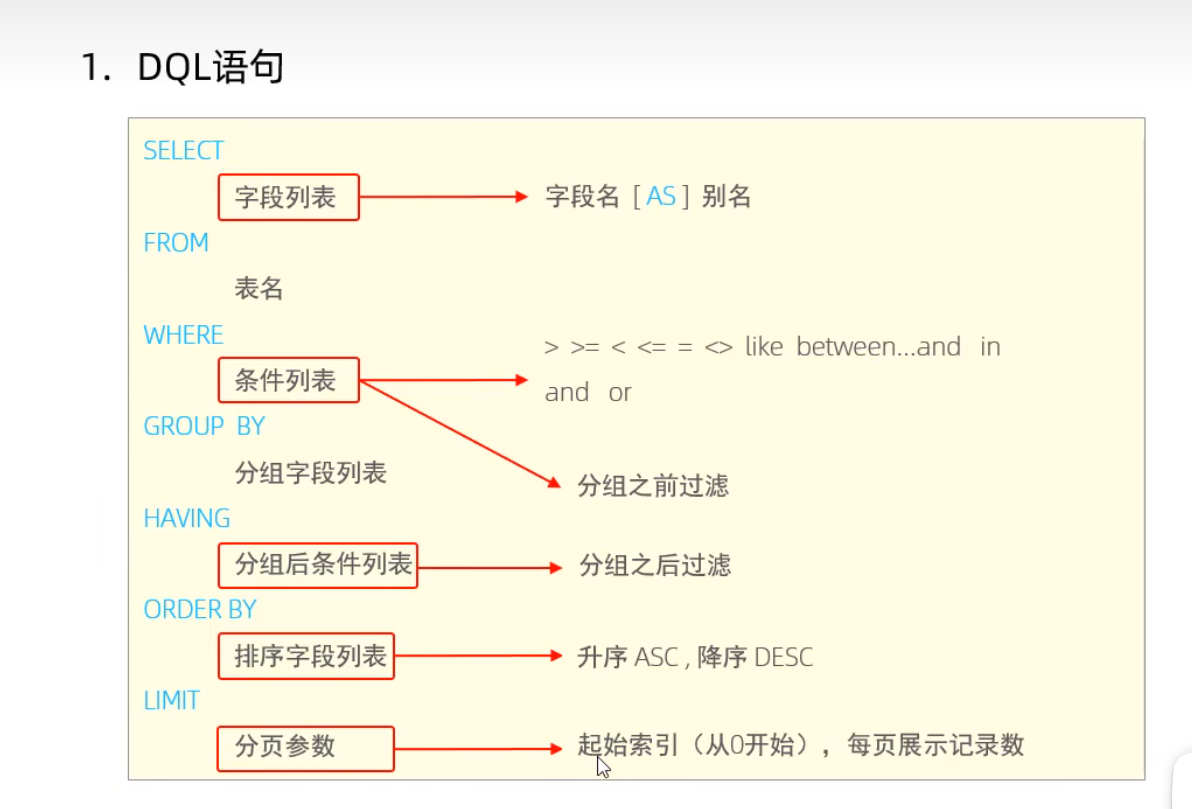 1. DQL语句
SELECT
字段列表 字段名 [ AS ] 别名
FROM
表名
WHERE
> >= < <= = <> like between...and in
条件列表
and or
GROUP BY
分组字段列表
分组之前过滤
HAVING
分组后条件列表 分组之后过滤
ORDER BY
排序字段列表 升序 ASC , 降序 DESC
LIMIT
分页参数 起始索引（从0开始），每页展示记录数